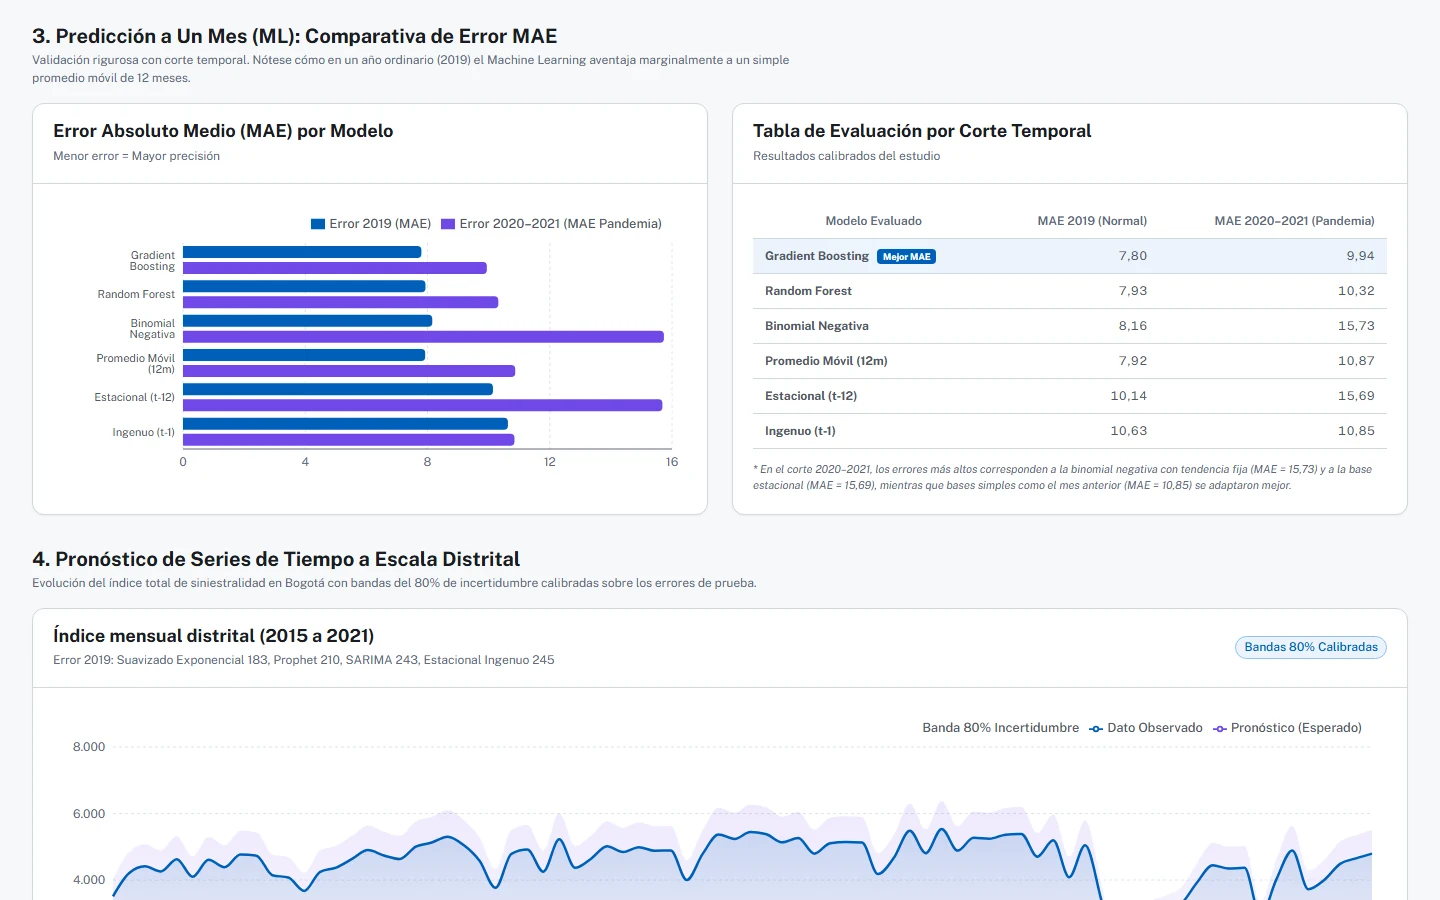 3. Predicción a Un Mes (ML): Comparativa de Error MAE
Validación rigurosa con corte temporal. Nótese cómo en un año ordinario (2019) el Machine Learning aventaja marginalmente a un simple
promedio móvil de 12 meses.
Error Absoluto Medio (MAE) por Modelo
Menor error = Mayor precisión
Error 2019 (MAE)
Error 2020–2021 (MAE Pandemia)
Gradient
Boosting
Random Forest
Binomial
Negativa
Promedio Móvil
(12m)
Estacional (t-12)
Ingenuo (t-1)
0 4 8 12 16
Tabla de Evaluación por Corte Temporal
Resultados calibrados del estudio
Modelo Evaluado MAE 2019 (Normal) MAE 2020–2021 (Pandemia)
Gradient Boosting Mejor MAE 7,80 9,94
Random Forest 7,93 10,32
Binomial Negativa 8,16 15,73
Promedio Móvil (12m) 7,92 10,87
Estacional (t-12) 10,14 15,69
Ingenuo (t-1) 10,63 10,85
* En el corte 2020–2021, los errores más altos corresponden a la binomial negativa con tendencia fija (MAE = 15,73) y a la base
estacional (MAE = 15,69), mientras que bases simples como el mes anterior (MAE = 10,85) se adaptaron mejor.
4. Pronóstico de Series de Tiempo a Escala Distrital
Evolución del índice total de siniestralidad en Bogotá con bandas del 80% de incertidumbre calibradas sobre los errores de prueba.
Índice mensual distrital (2015 a 2021)
Error 2019: Suavizado Exponencial 183, Prophet 210, SARIMA 243, Estacional Ingenuo 245
Bandas 80% Calibradas
Banda 80% Incertidumbre Dato Observado Pronóstico (Esperado)
8.000
6.000
4.000